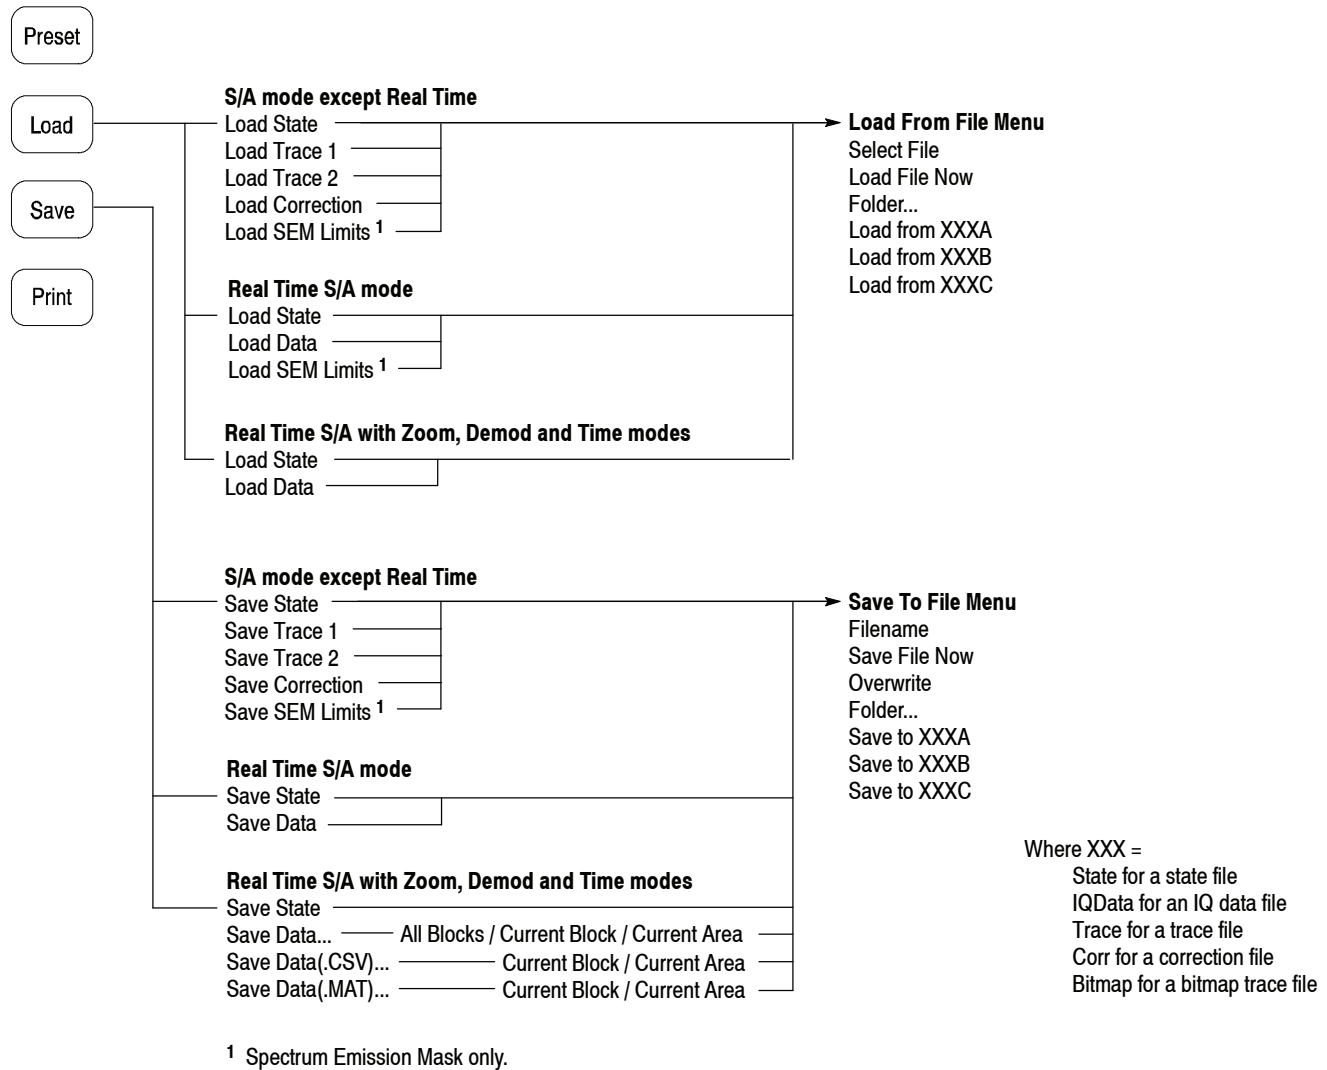 Preset
Load
Save
Print
S/A mode except Real Time
Load State
Load Trace 1
Load Trace 2
Load Correction
Load SEM Limits 1
Real Time S/A mode
Load State
Load Data
Load SEM Limits 1
Real Time S/A with Zoom, Demod and Time modes
Load State
Load Data
Load From File Menu
Select File
Load File Now
Folder...
Load from XXXA
Load from XXXB
Load from XXXC
S/A mode except Real Time
Save State
Save Trace 1
Save Trace 2
Save Correction
Save SEM Limits 1
Real Time S/A mode
Save State
Save Data
Real Time S/A with Zoom, Demod and Time modes
Save State
Save Data... All Blocks / Current Block / Current Area
Save Data(.CSV)... Current Block / Current Area
Save Data(.MAT)... Current Block / Current Area
Save To File Menu
Filename
Save File Now
Overwrite
Folder...
Save to XXXA
Save to XXXB
Save to XXXC
Where XXX =
State for a state file
IQData for an IQ data file
Trace for a trace file
Corr for a correction file
Bitmap for a bitmap trace file
1 Spectrum Emission Mask only.